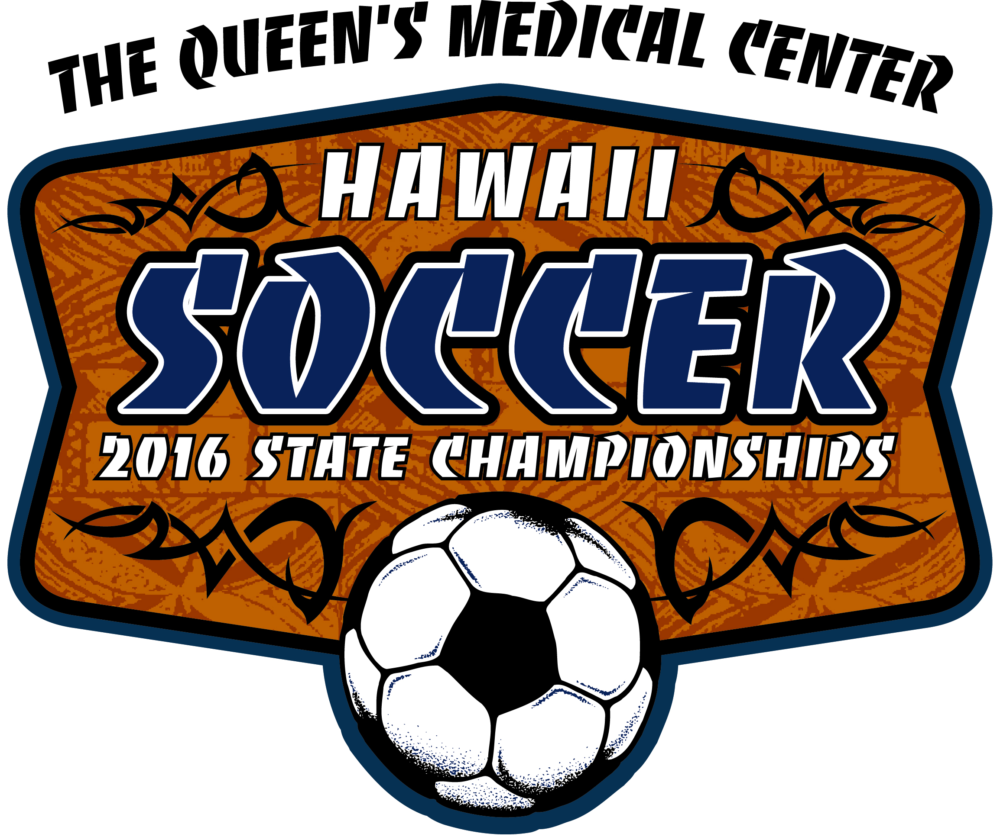 THE QUEEN'S MEDICAL CENTER
HAWAII
SOCCER
2016 STATE CHAMPIONSHIPS